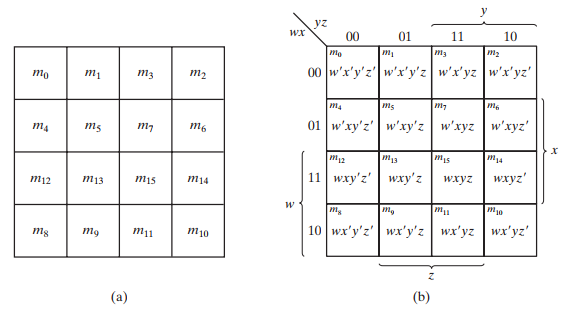 m₀ m₁ m₃ m₂
m₄ m₅ m₇ m₆
m₁₂ m₁₃ m₁₅ m₁₄
m₈ m₉ m₁₁ m₁₀
(a)
y
wx yz
00 01 11 10
m₀ m₁ m₃ m₂
00 w'x'y'z' w'x'y'z w'x'yz w'x'yz'
m₄ m₅ m₇ m₆
01 w'xy'z' w'xy'z w'xyz w'xyz'
x
m₁₂ m₁₃ m₁₅ m₁₄
11 wxy'z' wxy'z wxyz wxyz'
w
m₈ m₉ m₁₁ m₁₀
10 wx'y'z' wx'y'z wx'yz wx'yz'
z
(b)